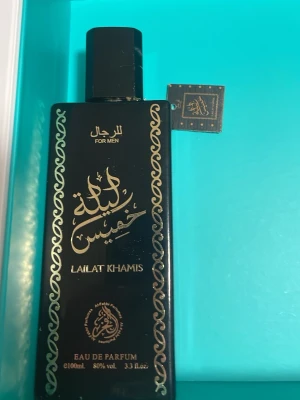 للرجال
FOR MEN
ليلة
خميس
LAILAT KHAMIS
EAU DE PARFUM
℮100ml. 80% vol. 3.3 fl.oz